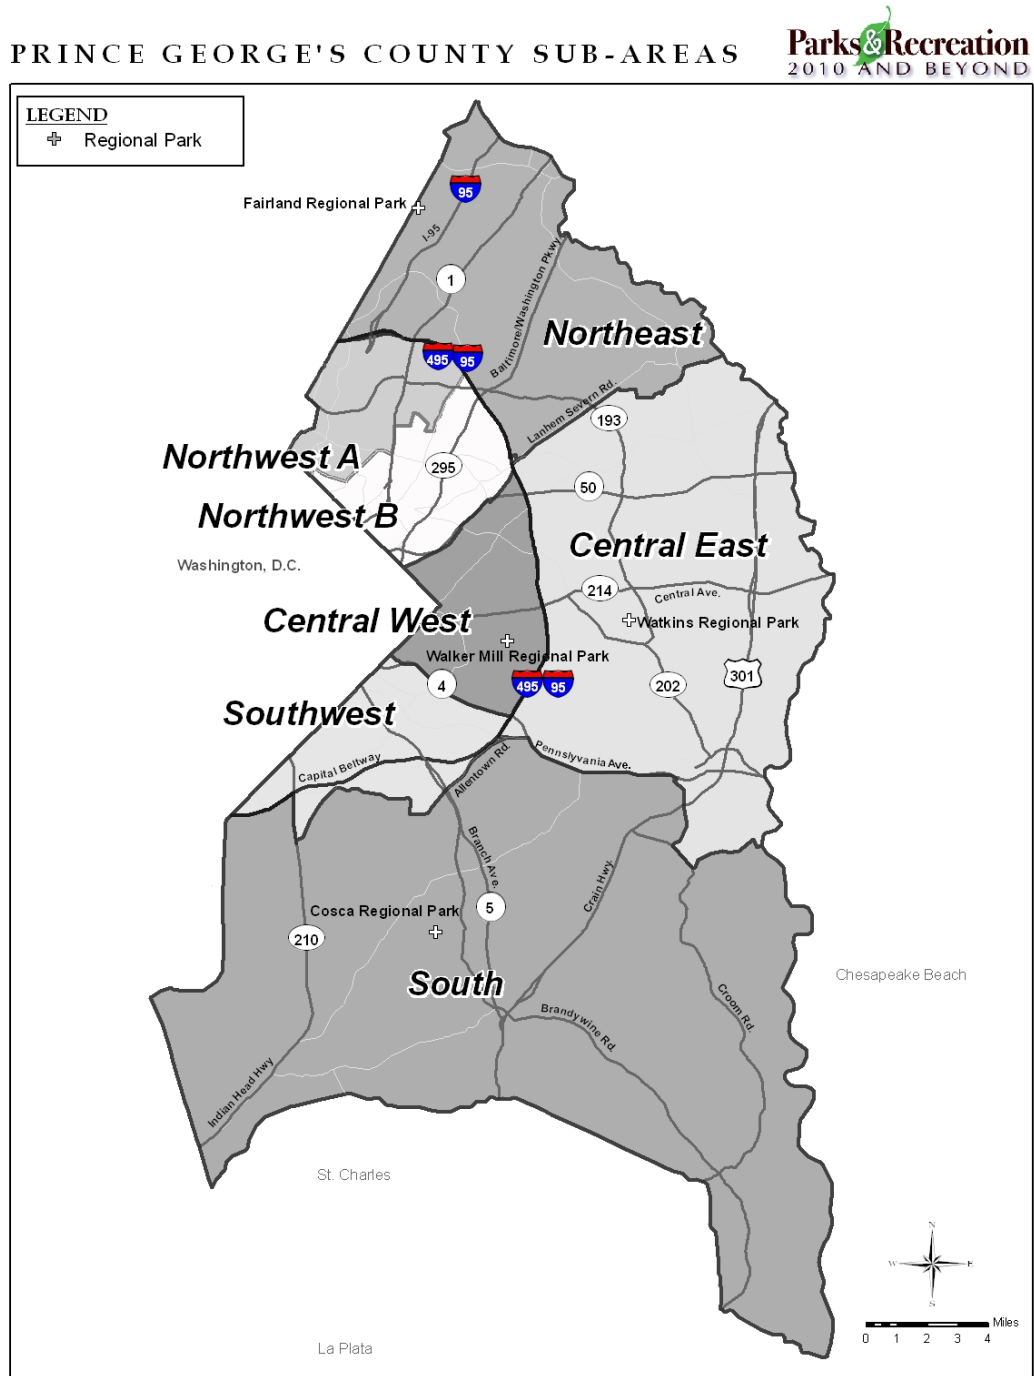 PRINCE GEORGE'S COUNTY SUB-AREAS
Parks&Recreation
2010 AND BEYOND
LEGEND
Regional Park
95
Fairland Regional Park
I-95
1
Baltimore/Washington Pkwy
Northeast
495 95
Lanhem Severn Rd.
193
Northwest A
295
50
Northwest B
Central East
Washington, D.C.
214
Central Ave.
Central West
Watkins Regional Park
Walker Mill Regional Park
4
495 95
202
301
Southwest
Capital Beltway
Allentown Rd.
Pennslyvania Ave.
Branch Ave.
Crain Hwy.
Cosca Regional Park
5
210
South
Chesapeake Beach
Croom Rd.
Brandywine Rd.
Indian Head Hwy
St. Charles
N
W E
S
Miles
0 1 2 3 4
La Plata